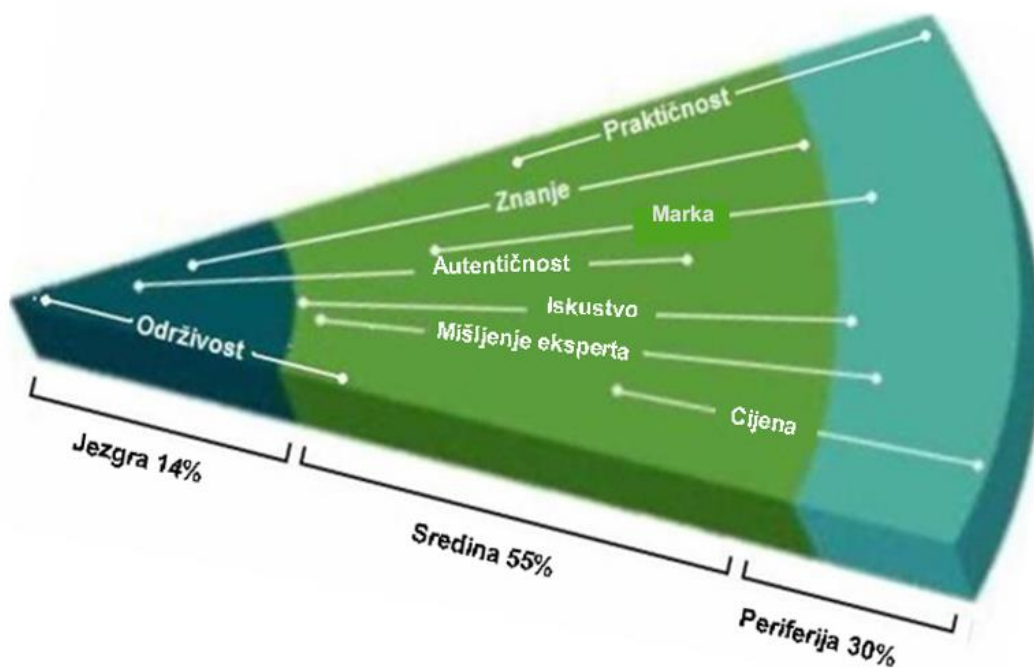 Praktičnost
Znanje
Marka
Autentičnost
Iskustvo
Mišljenje eksperta
Održivost
Cijena
Jezgra 14%
Sredina 55%
Periferija 30%